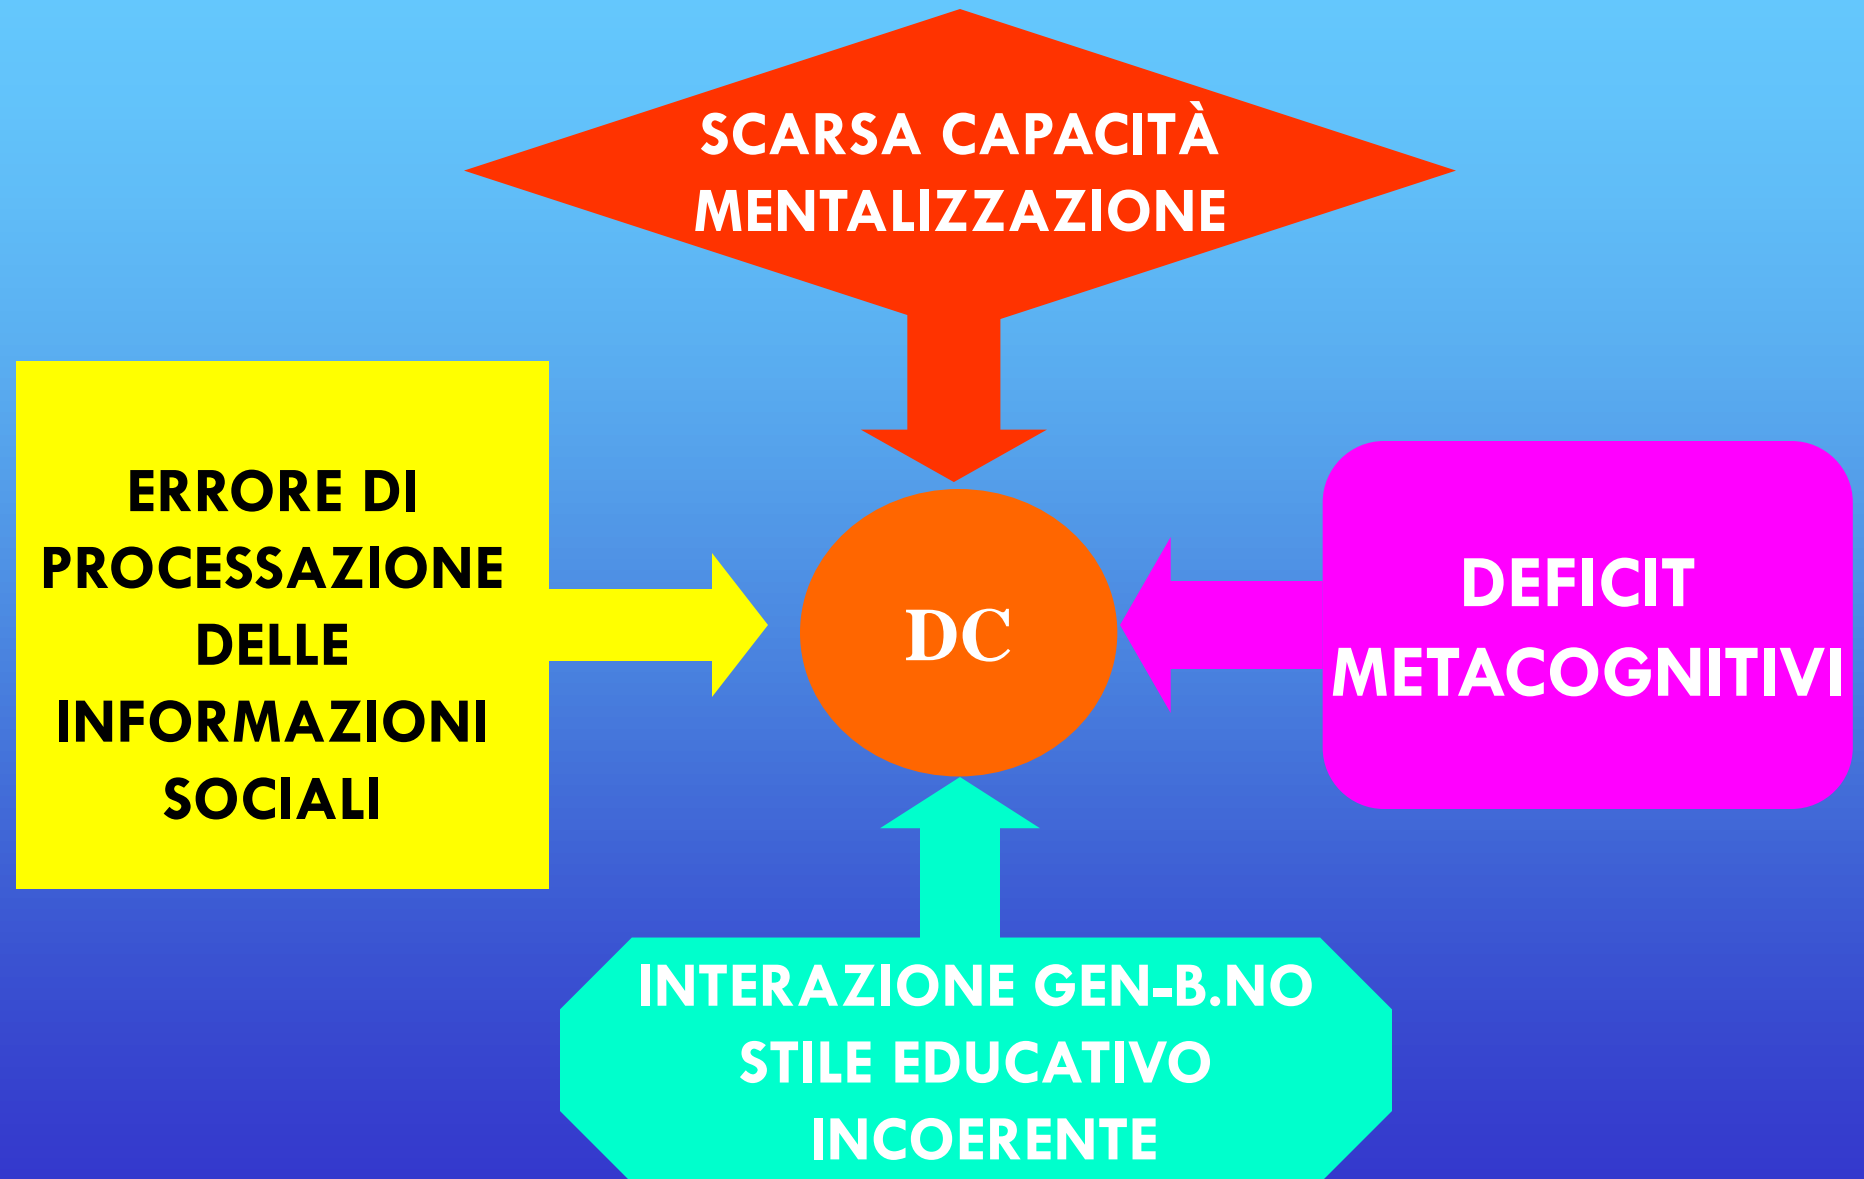 SCARSA CAPACITÀ
MENTALIZZAZIONE
ERRORE DI
PROCESSAZIONE
DELLE
INFORMAZIONI
SOCIALI
DC
DEFICIT
METACOGNITIVI
INTERAZIONE GEN-B.NO
STILE EDUCATIVO
INCOERENTE